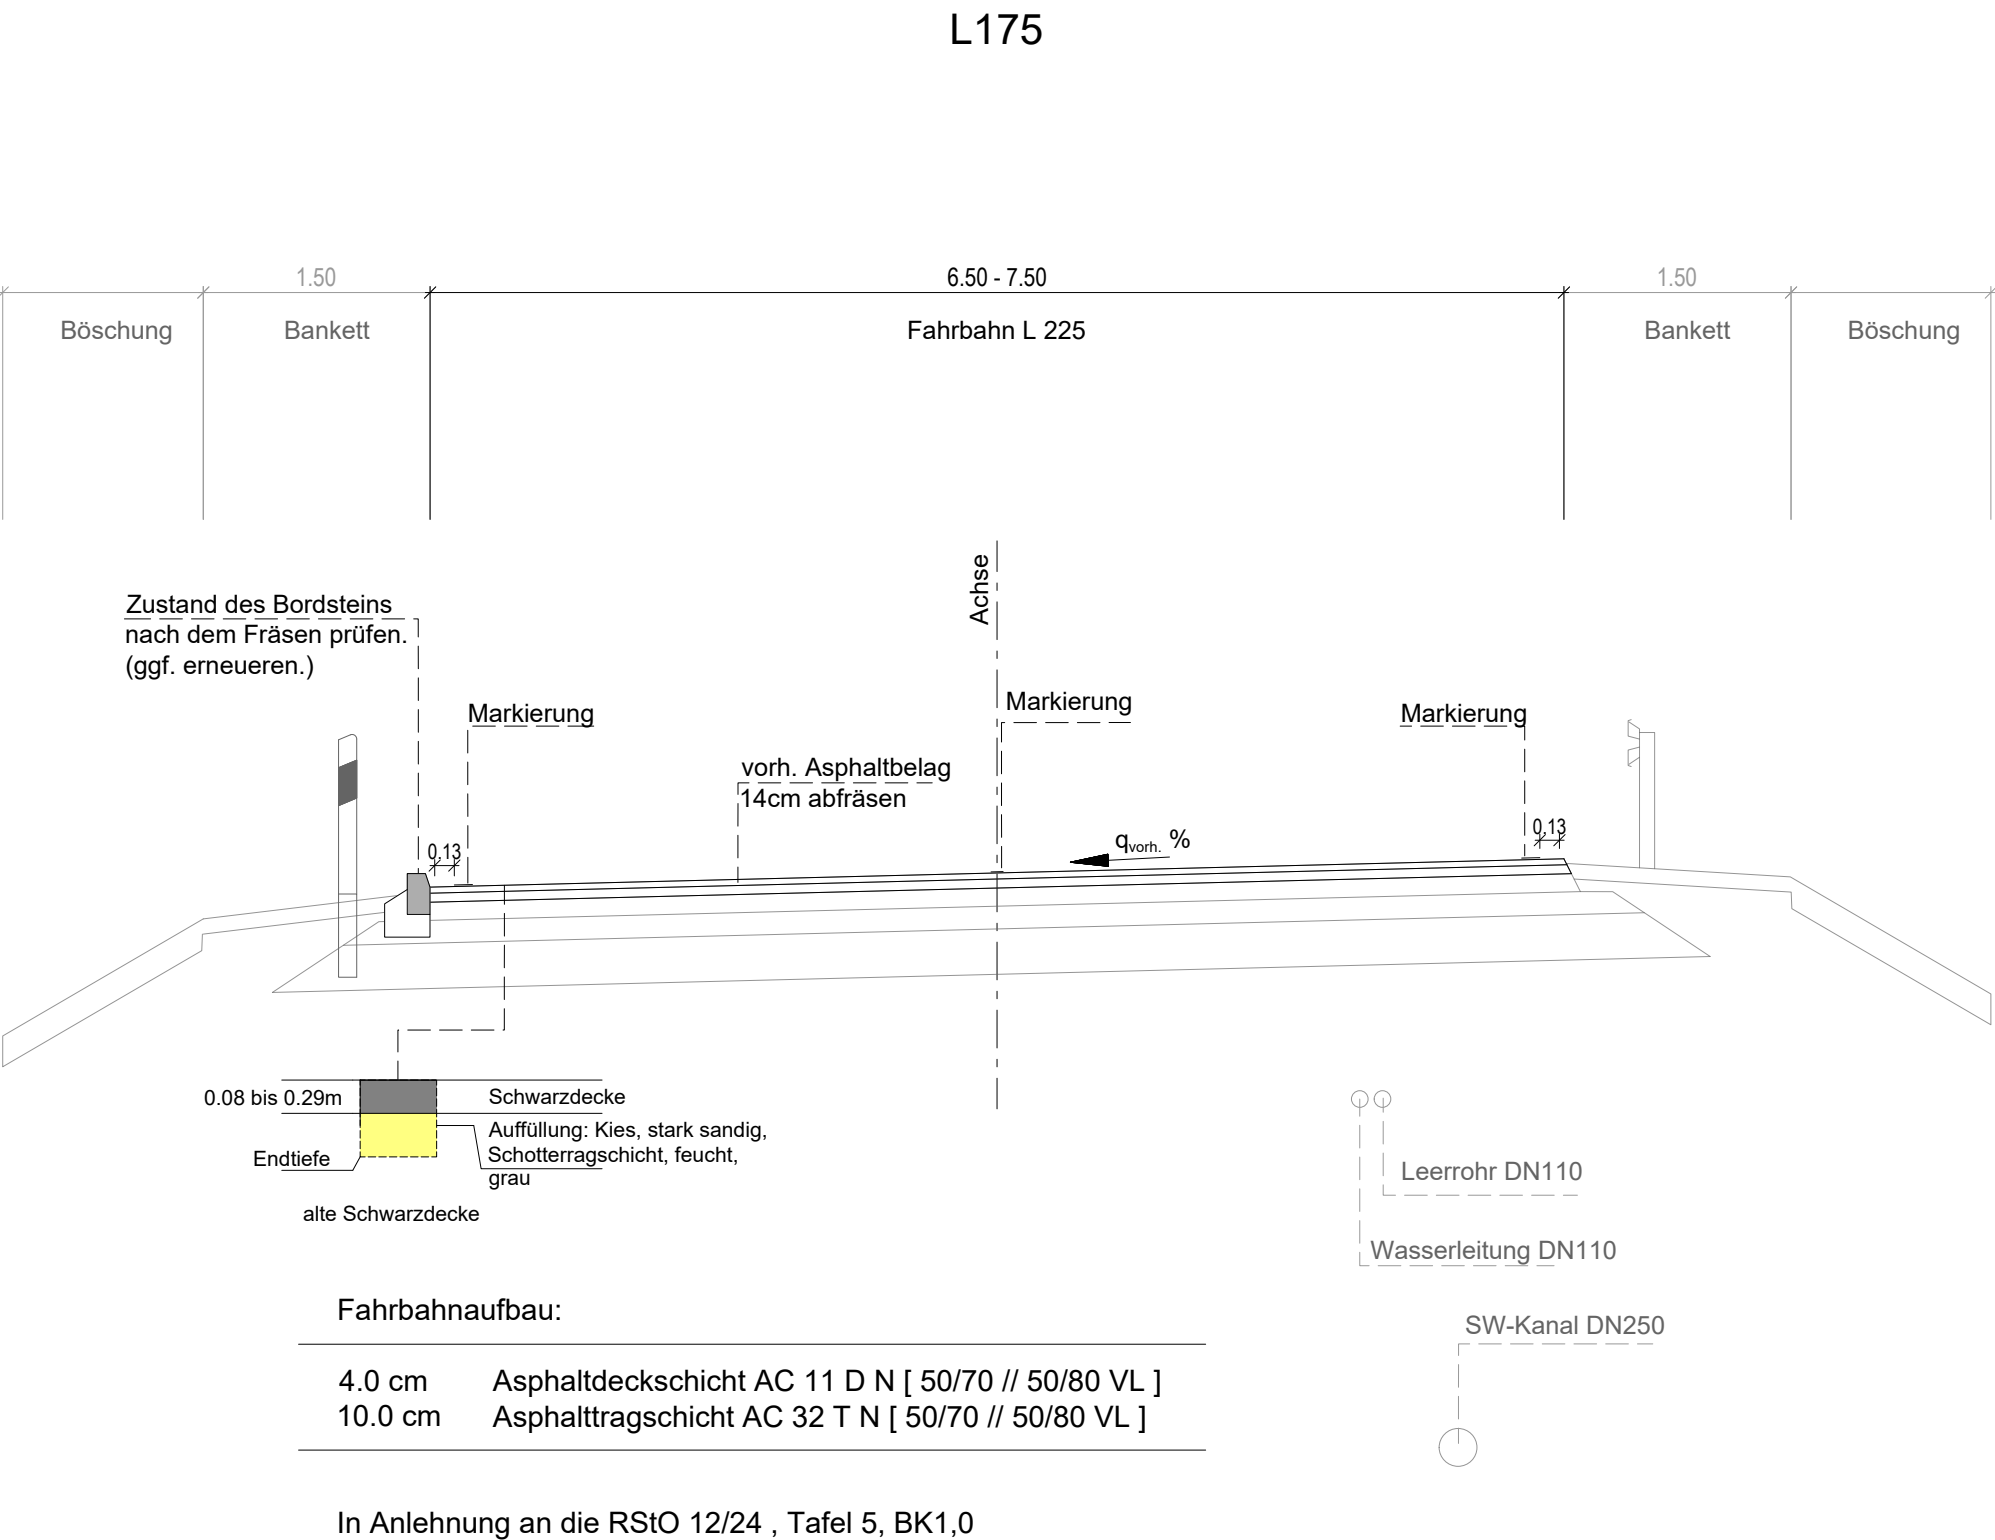 L175
1.50
6.50 - 7.50
1.50
Böschung
Bankett
Fahrbahn L 225
Bankett
Böschung
Achse
Zustand des Bordsteins
nach dem Fräsen prüfen.
(ggf. erneueren.)
Markierung
Markierung
Markierung
vorh. Asphaltbelag
14cm abfräsen
0.13
qvorh. %
0.13
0.08 bis 0.29m
Schwarzdecke
Auffüllung: Kies, stark sandig,
Schotterragschicht, feucht,
grau
Endtiefe
alte Schwarzdecke
Leerrohr DN110
Wasserleitung DN110
SW-Kanal DN250
Fahrbahnaufbau:
4.0 cm Asphaltdeckschicht AC 11 D N [ 50/70 // 50/80 VL ]
10.0 cm Asphalttragschicht AC 32 T N [ 50/70 // 50/80 VL ]
In Anlehnung an die RStO 12/24 , Tafel 5, BK1,0